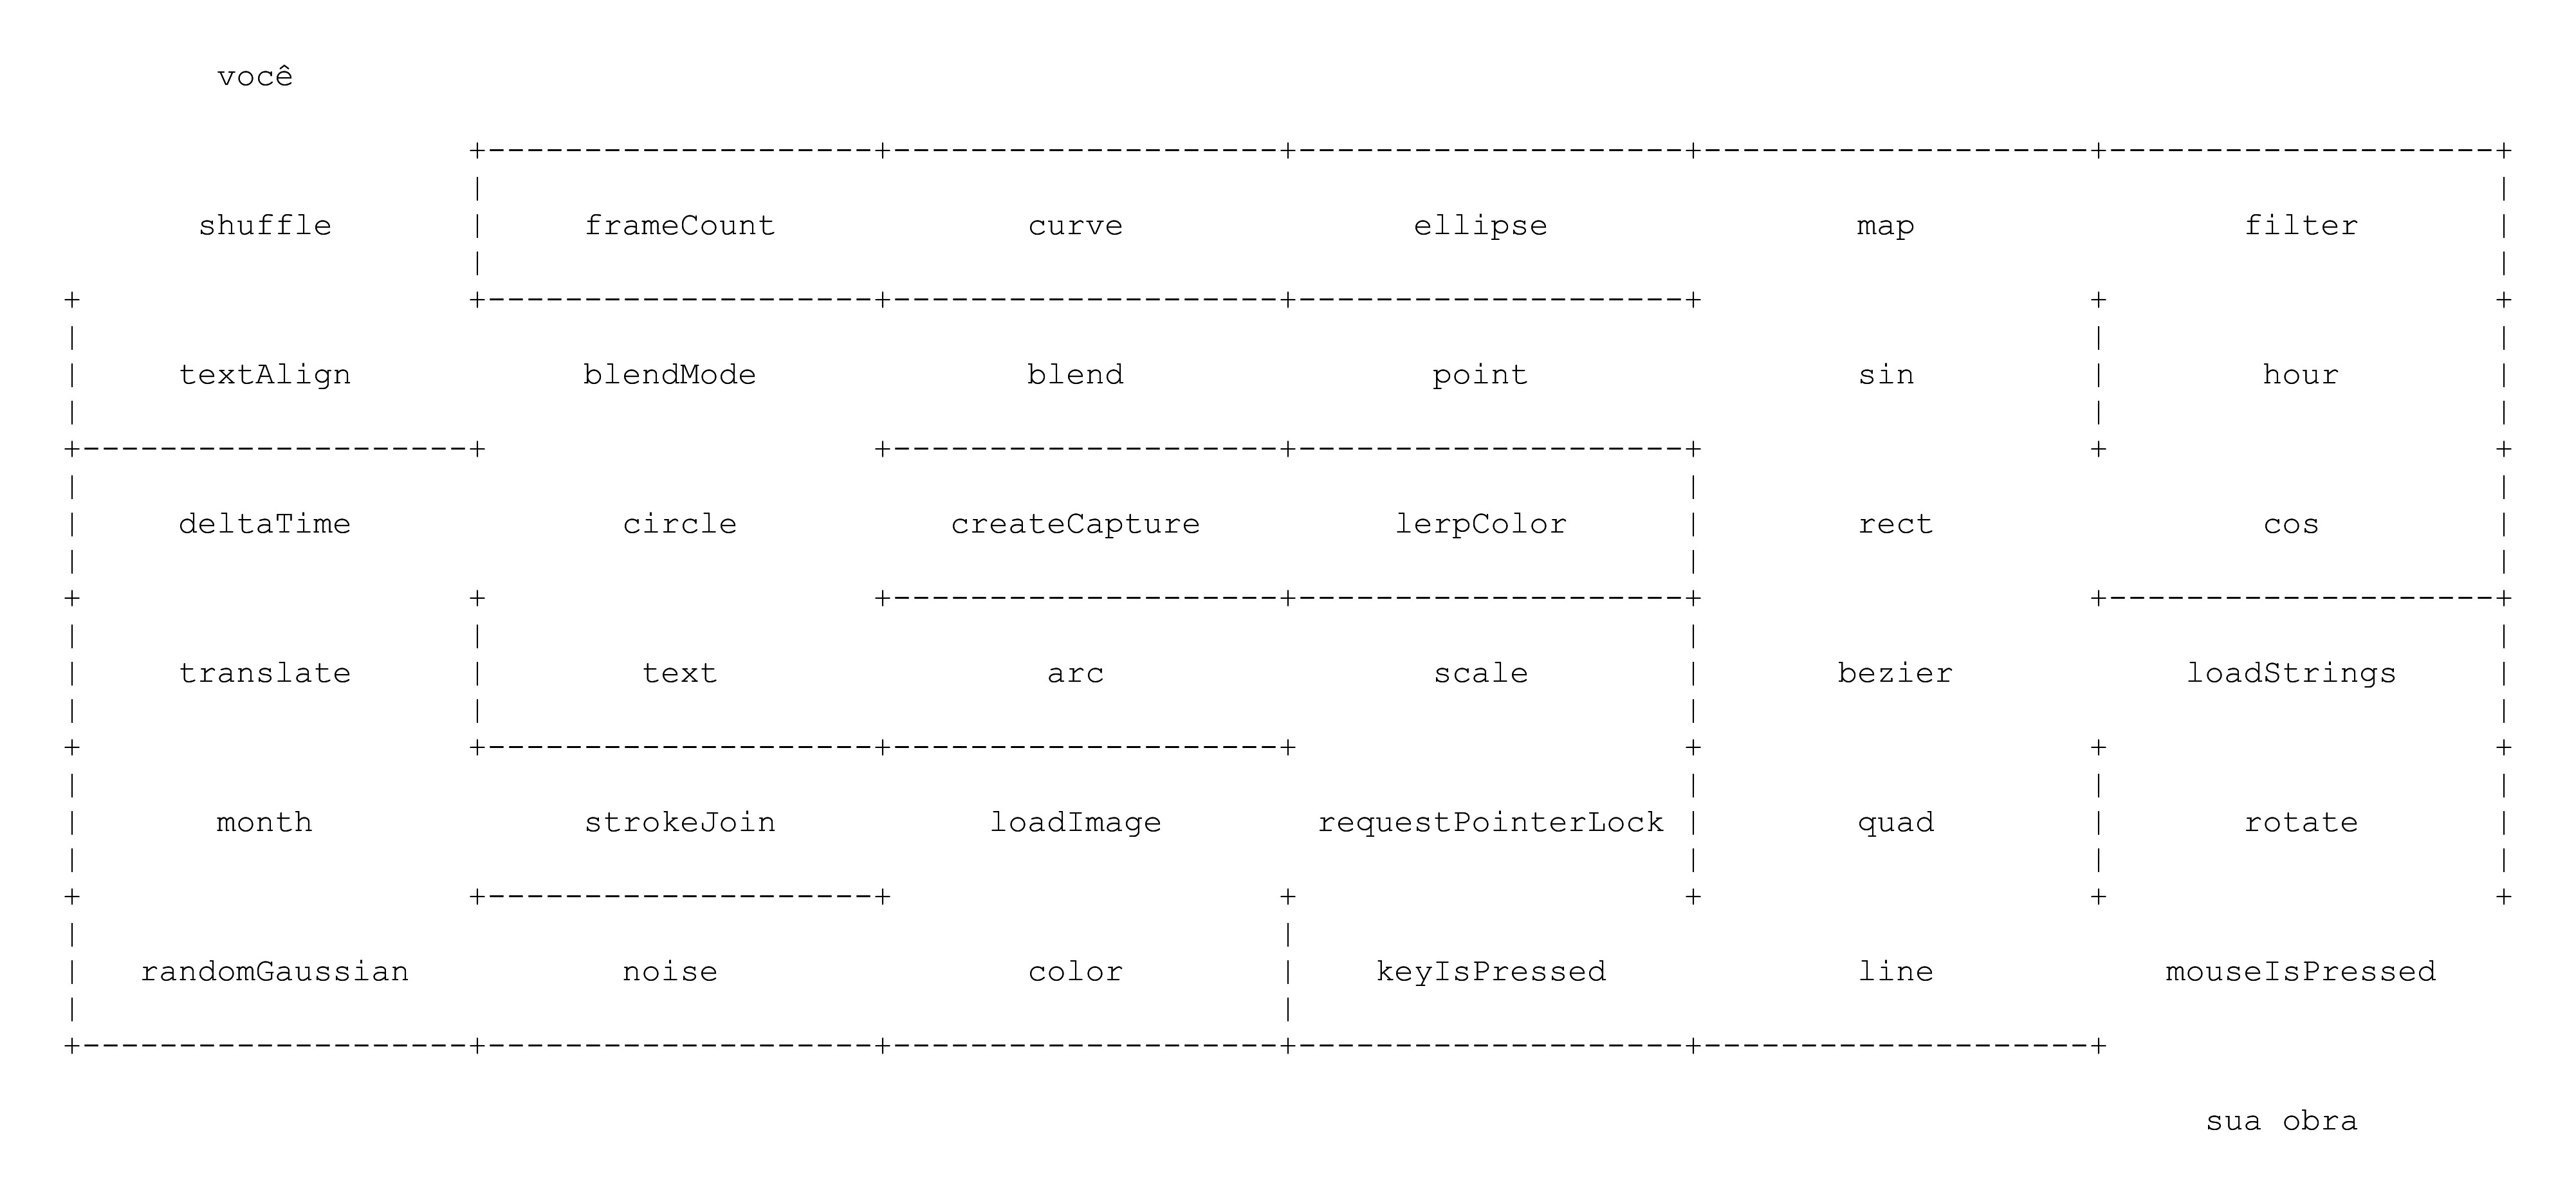 você
shuffle frameCount curve ellipse map filter
textAlign blendMode blend point sin hour
deltaTime circle createCapture lerpColor rect cos
translate text arc scale bezier loadStrings
month strokeJoin loadImage requestPointerLock quad rotate
randomGaussian noise color keyIsPressed line mouseIsPressed
sua obra